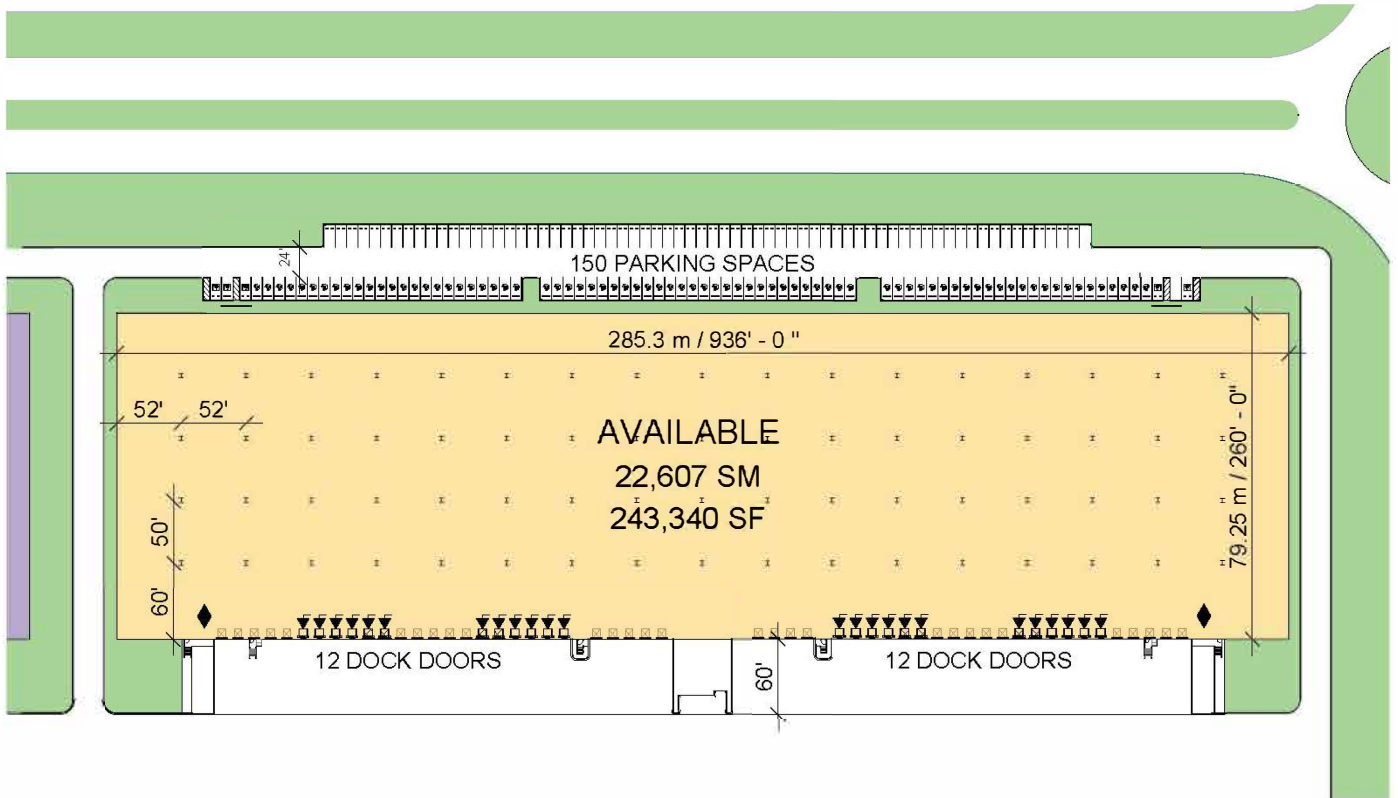 24'
150 PARKING SPACES
285.3 m / 936' - 0 "
52'
52'
AVAILABLE
22,607 SM
243,340 SF
79.25 m / 260' - 0"
50'
60'
12 DOCK DOORS
12 DOCK DOORS
60'